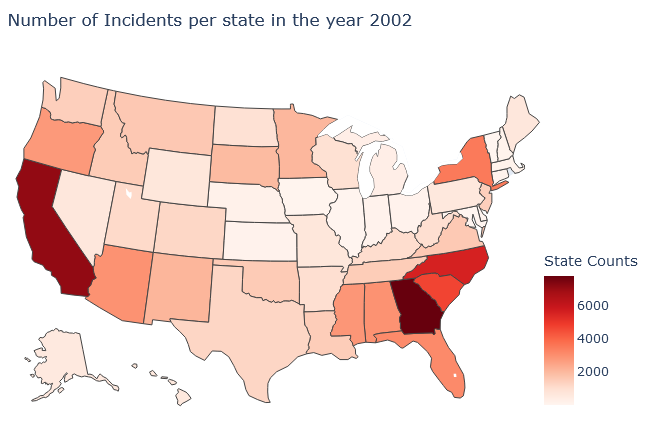 Number of Incidents per state in the year 2002
State Counts
6000
4000
2000